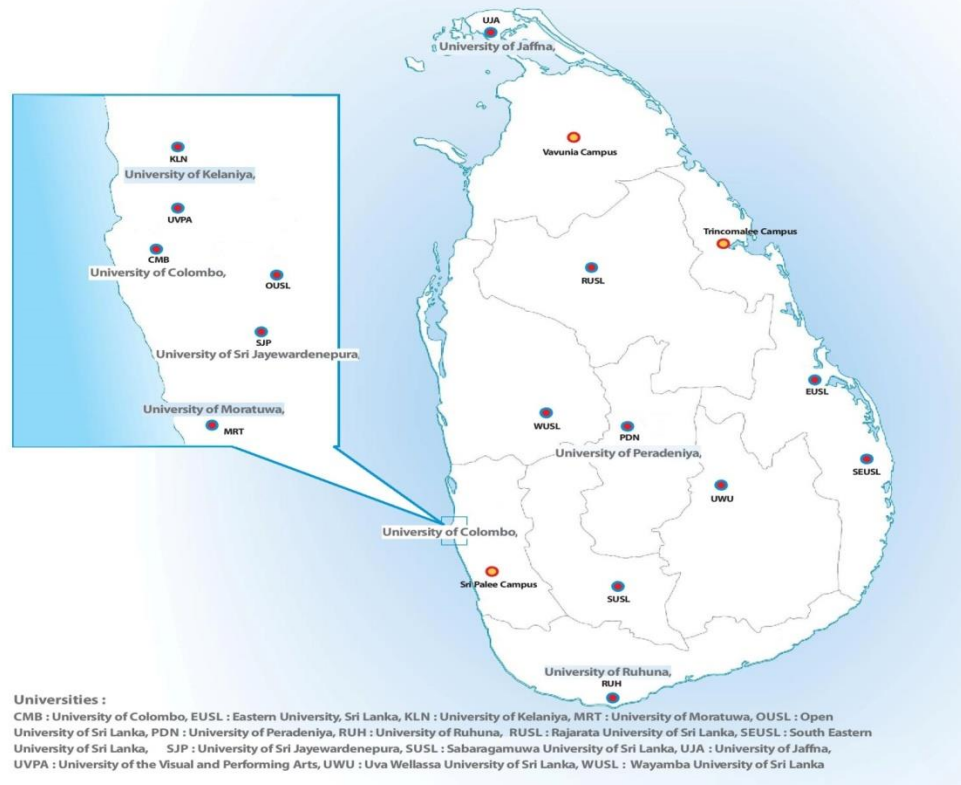 UJA
University of Jaffna,
KLN
University of Kelaniya,
UVPA
CMB
University of Colombo,
OUSL
SJP
University of Sri Jayewardenepura,
University of Moratuwa,
MRT
Vavunia Campus
Trincomalee Campus
RUSL
EUSL
WUSL
PDN
University of Peradeniya,
SEUSL
UWU
University of Colombo,
Sri Palee Campus
SUSL
University of Ruhuna,
RUH
Universities :
CMB : University of Colombo, EUSL : Eastern University, Sri Lanka, KLN : University of Kelaniya, MRT : University of Moratuwa, OUSL : Open
University of Sri Lanka, PDN : University of Peradeniya, RUH : University of Ruhuna, RUSL : Rajarata University of Sri Lanka, SEUSL : South Eastern
University of Sri Lanka, SJP : University of Sri Jayewardenepura, SUSL : Sabaragamuwa University of Sri Lanka, UJA : University of Jaffna,
UVPA : University of the Visual and Performing Arts, UWU : Uva Wellassa University of Sri Lanka, WUSL : Wayamba University of Sri Lanka